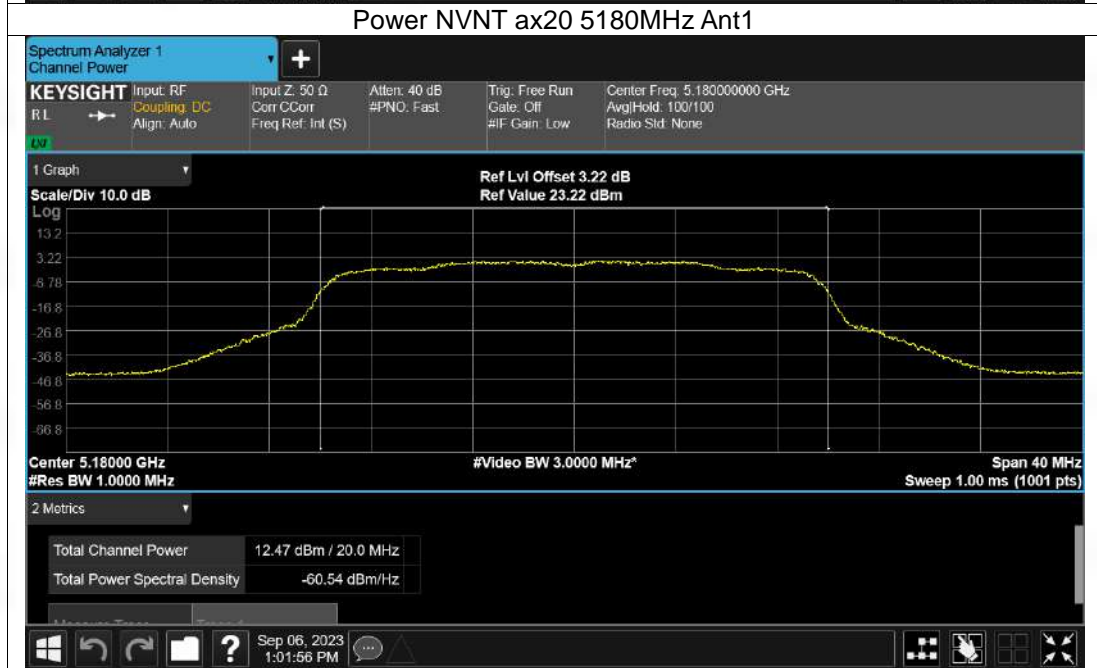 Power NVNT ax20 5180MHz Ant1
Spectrum Analyzer 1
Channel Power
KEYSIGHT Input: RF
Coupling: DC
Align: Auto
Input Z: 50 Ω
Corr CCorr
Freq Ref: Int (S)
Atten: 40 dB
#PNO: Fast
Trig: Free Run
Gate: Off
#IF Gain: Low
Center Freq: 5.180000000 GHz
Avg|Hold: 100/100
Radio Std: None
R L
LXI
1 Graph
Scale/Div 10.0 dB
Ref Lvl Offset 3.22 dB
Ref Value 23.22 dBm
Log
13.2
3.22
-6.78
-16.8
-26.8
-36.8
-46.8
-56.8
-66.8
Center 5.18000 GHz
#Video BW 3.0000 MHz*
Span 40 MHz
#Res BW 1.0000 MHz
Sweep 1.00 ms (1001 pts)
2 Metrics
Total Channel Power 12.47 dBm / 20.0 MHz
Total Power Spectral Density -60.54 dBm/Hz
?
Sep 06, 2023
1:01:56 PM